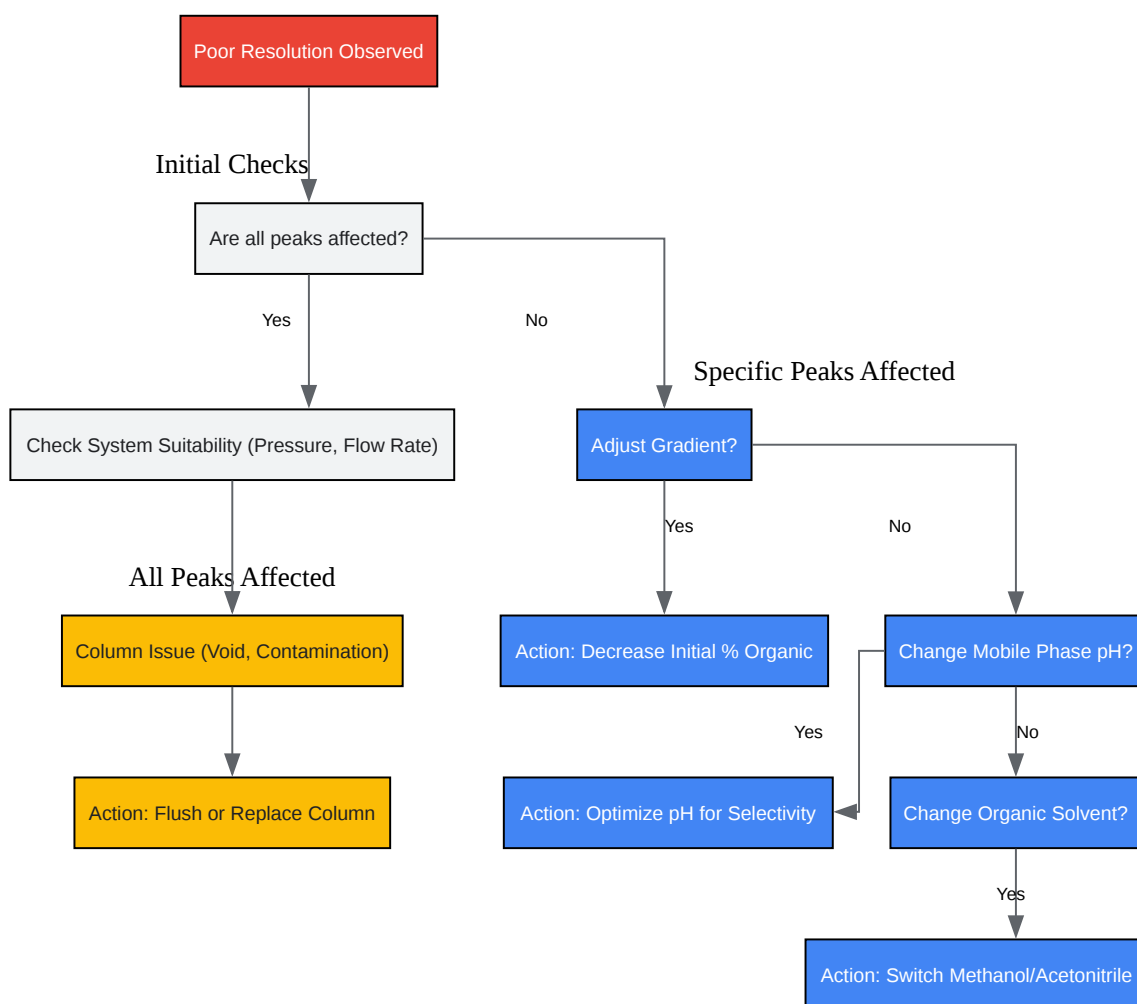 Poor Resolution Observed
Initial Checks
Are all peaks affected?
Yes
No
Specific Peaks Affected
Check System Suitability (Pressure, Flow Rate)
Adjust Gradient?
Yes
No
All Peaks Affected
Column Issue (Void, Contamination)
Action: Decrease Initial % Organic
Change Mobile Phase pH?
Yes
No
Action: Flush or Replace Column
Action: Optimize pH for Selectivity
Change Organic Solvent?
Yes
Action: Switch Methanol/Acetonitrile